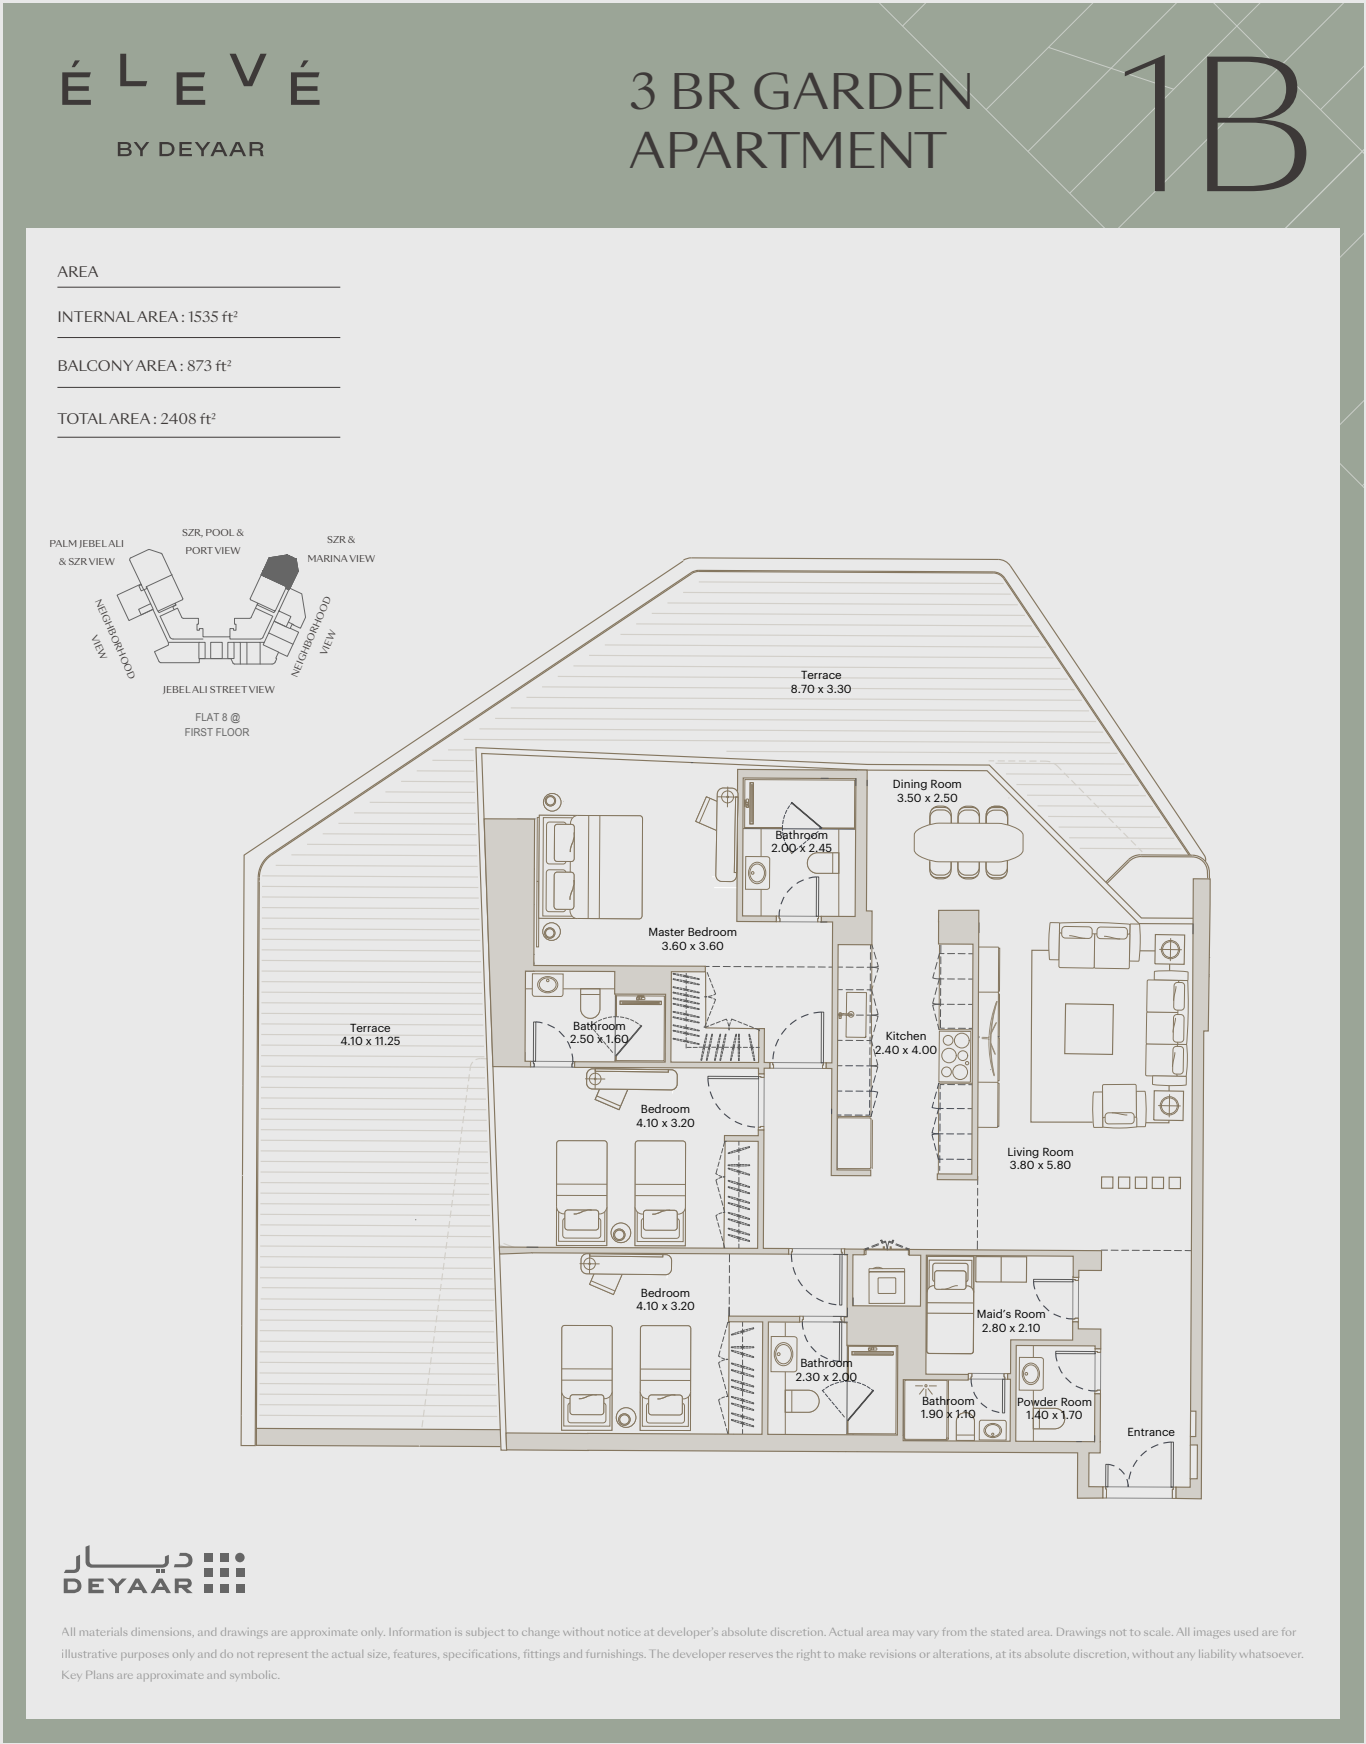 ÉLEVÉ
BY DEYAAR
3 BR GARDEN
APARTMENT
1B
AREA
INTERNAL AREA : 1535 ft²
BALCONY AREA : 873 ft²
TOTAL AREA : 2408 ft²
PALM JEBEL ALI
& SZR VIEW
SZR, POOL &
PORT VIEW
SZR &
MARINA VIEW
NEIGHBORHOOD
VIEW
NEIGHBORHOOD
VIEW
JEBEL ALI STREET VIEW
FLAT 8 @
FIRST FLOOR
Terrace
8.70 x 3.30
Dining Room
3.50 x 2.50
Bathroom
2.00 x 2.45
Master Bedroom
3.60 x 3.60
Terrace
4.10 x 11.25
Bathroom
2.50 x 1.60
Kitchen
2.40 x 4.00
Bedroom
4.10 x 3.20
Living Room
3.80 x 5.80
Bedroom
4.10 x 3.20
Maid's Room
2.80 x 2.10
Bathroom
2.30 x 2.00
Bathroom
1.90 x 1.10
Powder Room
1.40 x 1.70
Entrance
ديار
DEYAAR
All materials dimensions, and drawings are approximate only. Information is subject to change without notice at developer's absolute discretion. Actual area may vary from the stated area. Drawings not to scale. All images used are for
illustrative purposes only and do not represent the actual size, features, specifications, fittings and furnishings. The developer reserves the right to make revisions or alterations, at its absolute discretion, without any liability whatsoever.
Key Plans are approximate and symbolic.